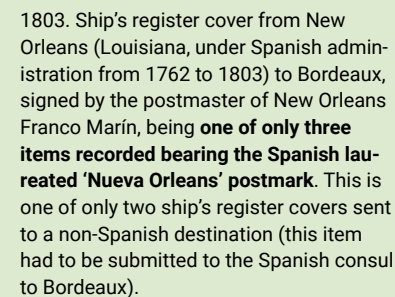 1803. Ship's register cover from New
Orleans (Louisiana, under Spanish admin-
istration from 1762 to 1803) to Bordeaux,
signed by the postmaster of New Orleans
Franco Marín, being one of only three
items recorded bearing the Spanish lau-
reated ‘Nueva Orleans’ postmark. This is
one of only two ship's register covers sent
to a non-Spanish destination (this item
had to be submitted to the Spanish consul
to Bordeaux).